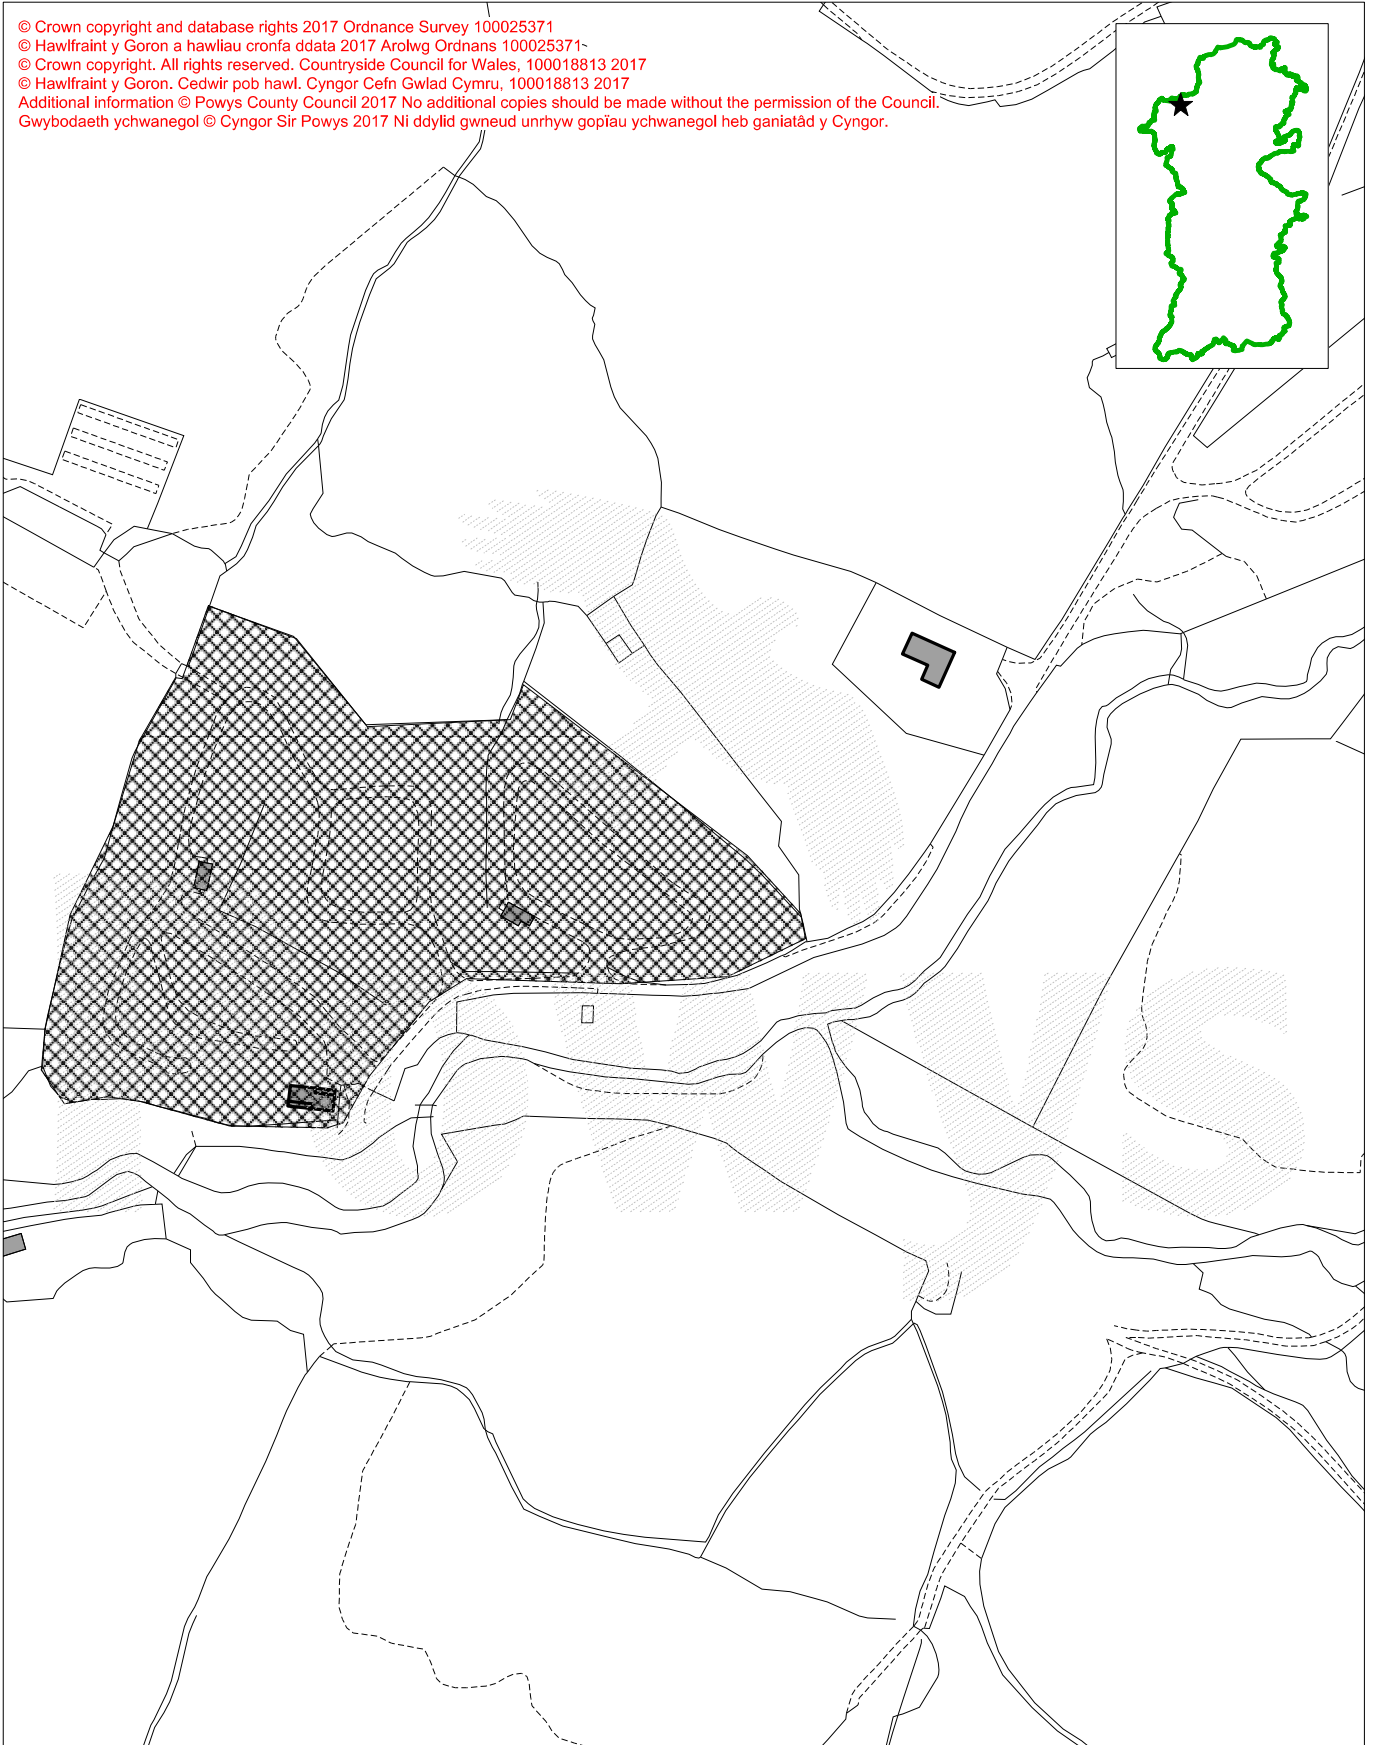 © Crown copyright and database rights 2017 Ordnance Survey 100025371
© Hawlfraint y Goron a hawliau cronfa ddata 2017 Arolwg Ordnans 100025371
© Crown copyright. All rights reserved. Countryside Council for Wales, 100018813 2017
© Hawlfraint y Goron. Cedwir pob hawl. Cyngor Cefn Gwlad Cymru, 100018813 2017
Additional information © Powys County Council 2017 No additional copies should be made without the permission of the Council.
Gwybodaeth ychwanegol © Cyngor Sir Powys 2017 Ni ddylid gwneud unrhyw gopïau ychwanegol heb ganiatâd y Cyngor.
Powys